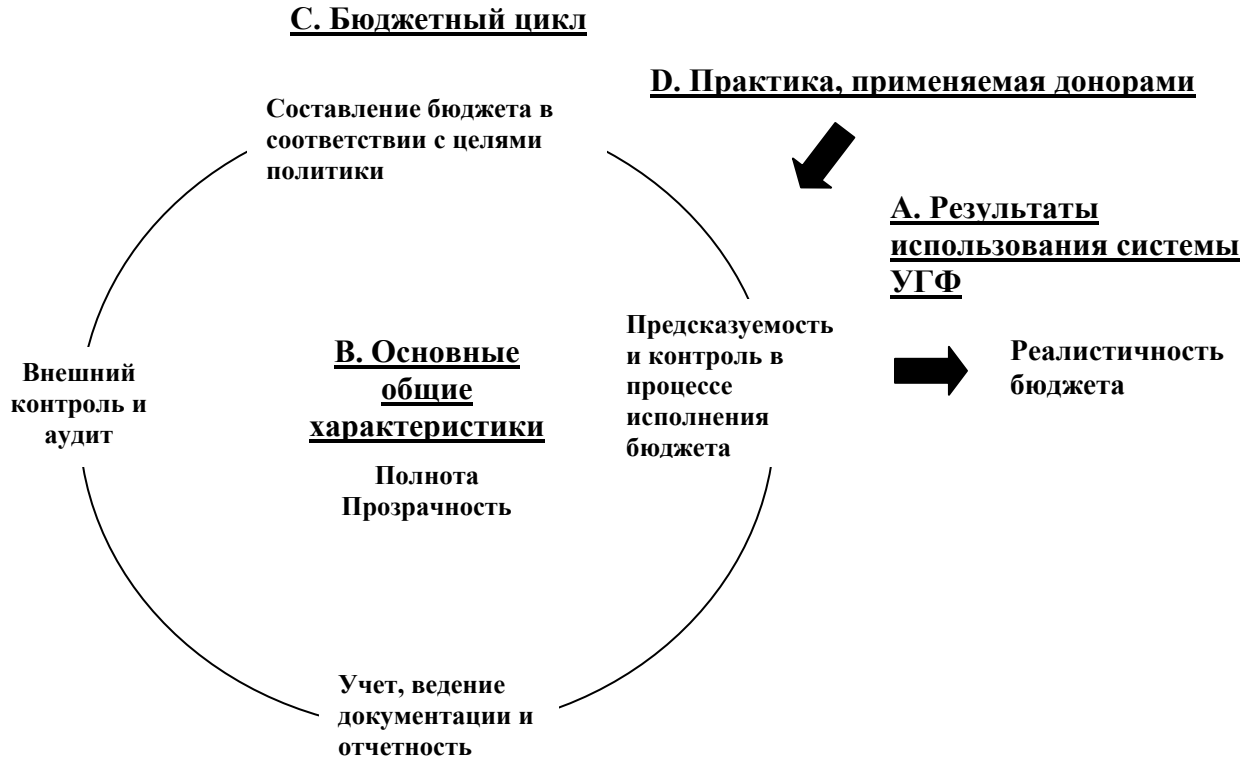 C. Бюджетный цикл
D. Практика, применяемая донорами
Составление бюджета в
соответствии с целями
политики
A. Результаты
использования системы
УГФ
Предсказуемость
и контроль в
процессе
исполнения
бюджета
Реалистичность
бюджета
B. Основные
общие
характеристики
Полнота
Прозрачность
Внешний
контроль и
аудит
Учет, ведение
документации и
отчетность